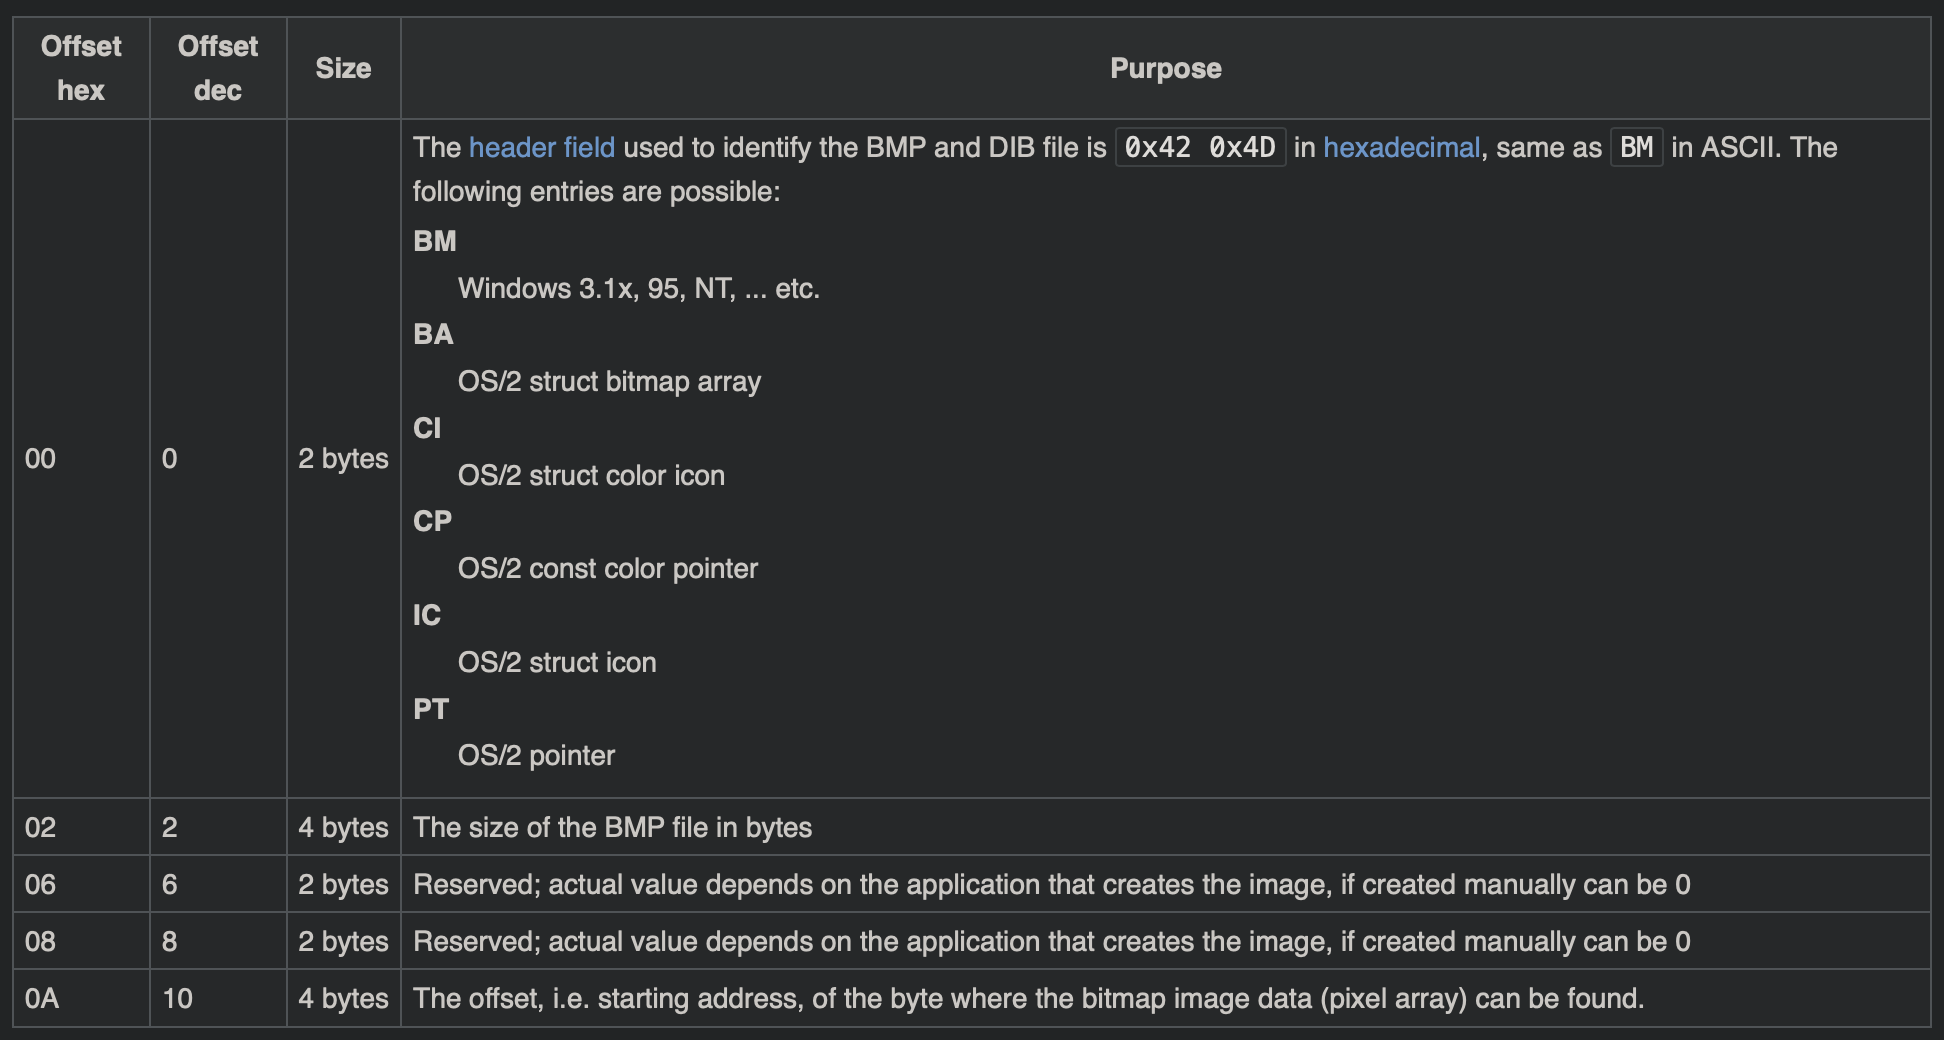 Offset hex Offset dec Size Purpose
00 0 2 bytes The header field used to identify the BMP and DIB file is 0x42 0x4D in hexadecimal, same as BM in ASCII. The
following entries are possible:
BM
Windows 3.1x, 95, NT, ... etc.
BA
OS/2 struct bitmap array
CI
OS/2 struct color icon
CP
OS/2 const color pointer
IC
OS/2 struct icon
PT
OS/2 pointer
02 2 4 bytes The size of the BMP file in bytes
06 6 2 bytes Reserved; actual value depends on the application that creates the image, if created manually can be 0
08 8 2 bytes Reserved; actual value depends on the application that creates the image, if created manually can be 0
0A 10 4 bytes The offset, i.e. starting address, of the byte where the bitmap image data (pixel array) can be found.